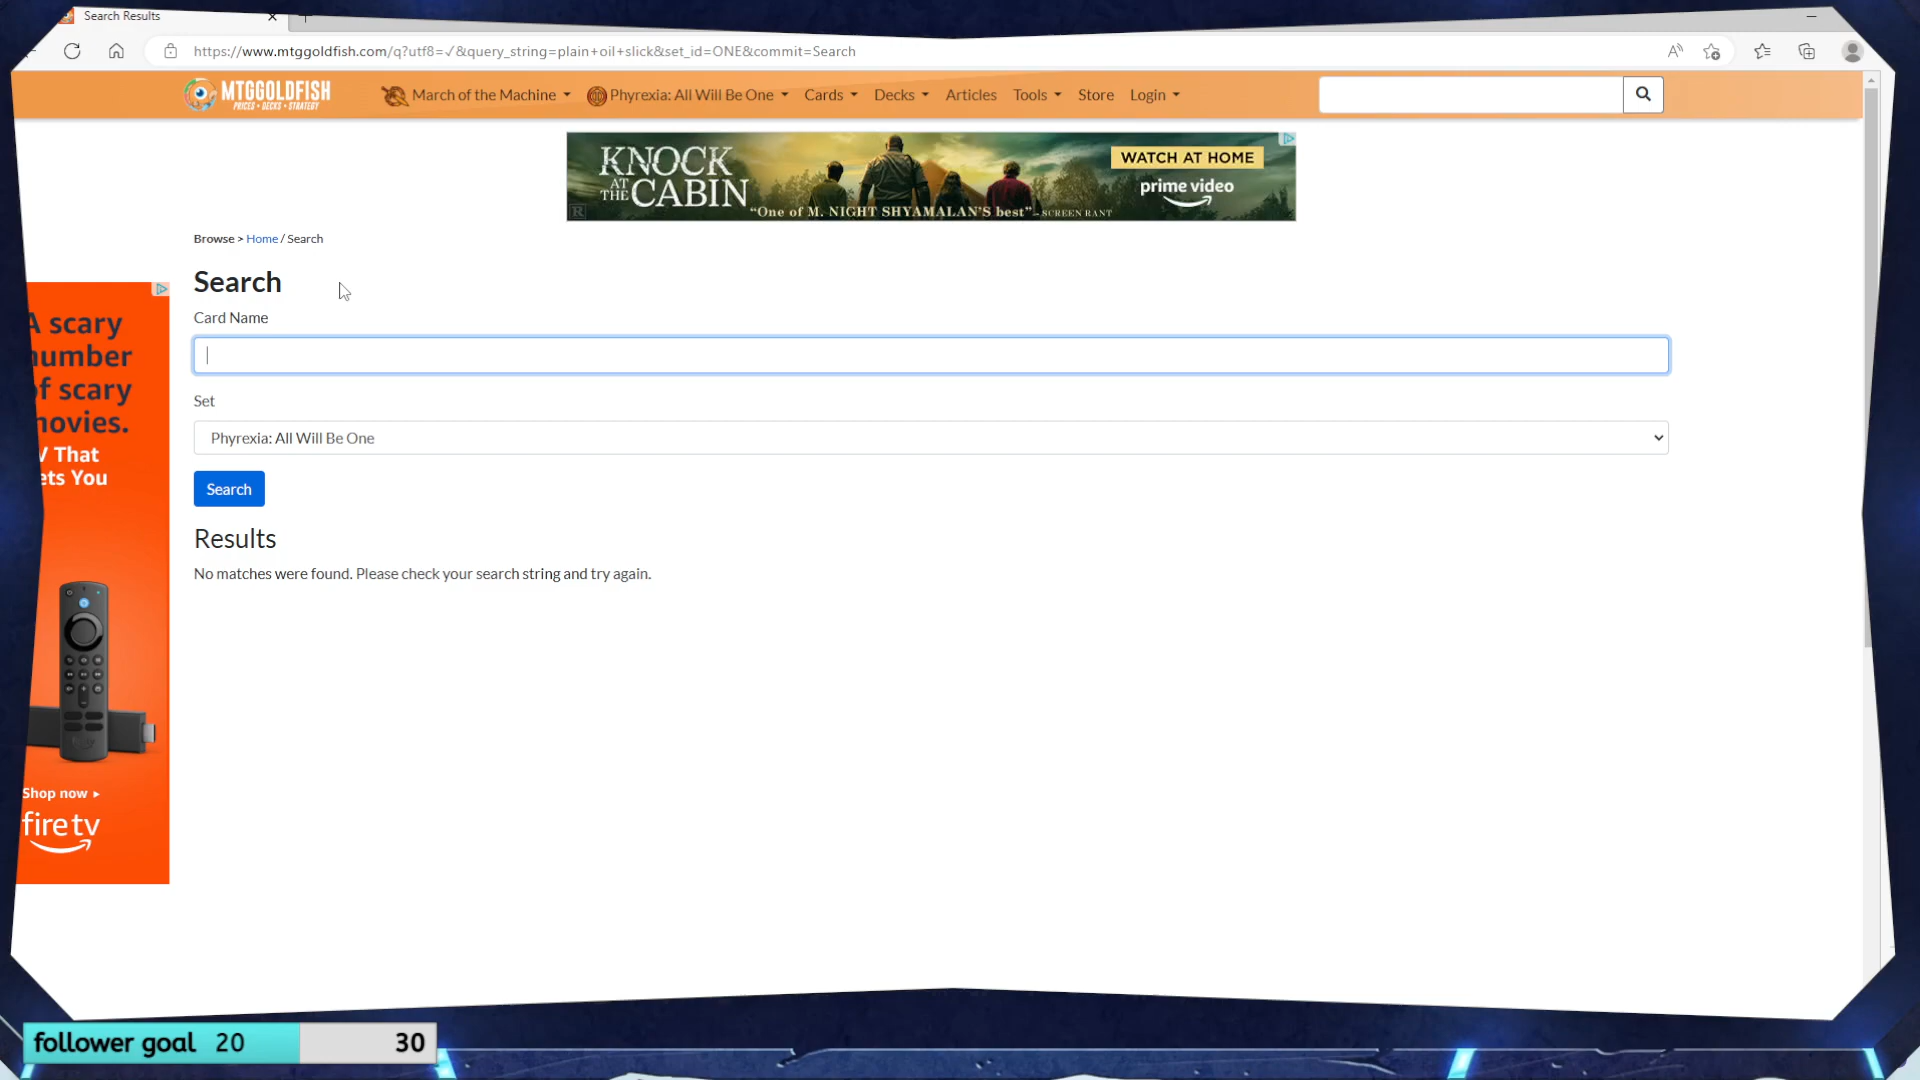 Search Results
https://www.mtggoldfish.com/q?utf8=✓&query_string=plain+oil+slick&set_id=ONE&commit=Search
MTGGOLDFISH
PRICES • DECKS • STRATEGY
March of the Machine
Phyrexia: All Will Be One
Cards
Decks
Articles
Tools
Store
Login
KNOCK
AT THE CABIN
"One of M. NIGHT SHYAMALAN'S best" – SCREEN RANT
WATCH AT HOME
prime video
R
Browse > Home / Search
Search
Card Name
Set
Phyrexia: All Will Be One
Search
Results
No matches were found. Please check your search string and try again.
A scary
number
of scary
movies.
V That
ets You
Shop now ▸
fire tv
follower goal 20 30